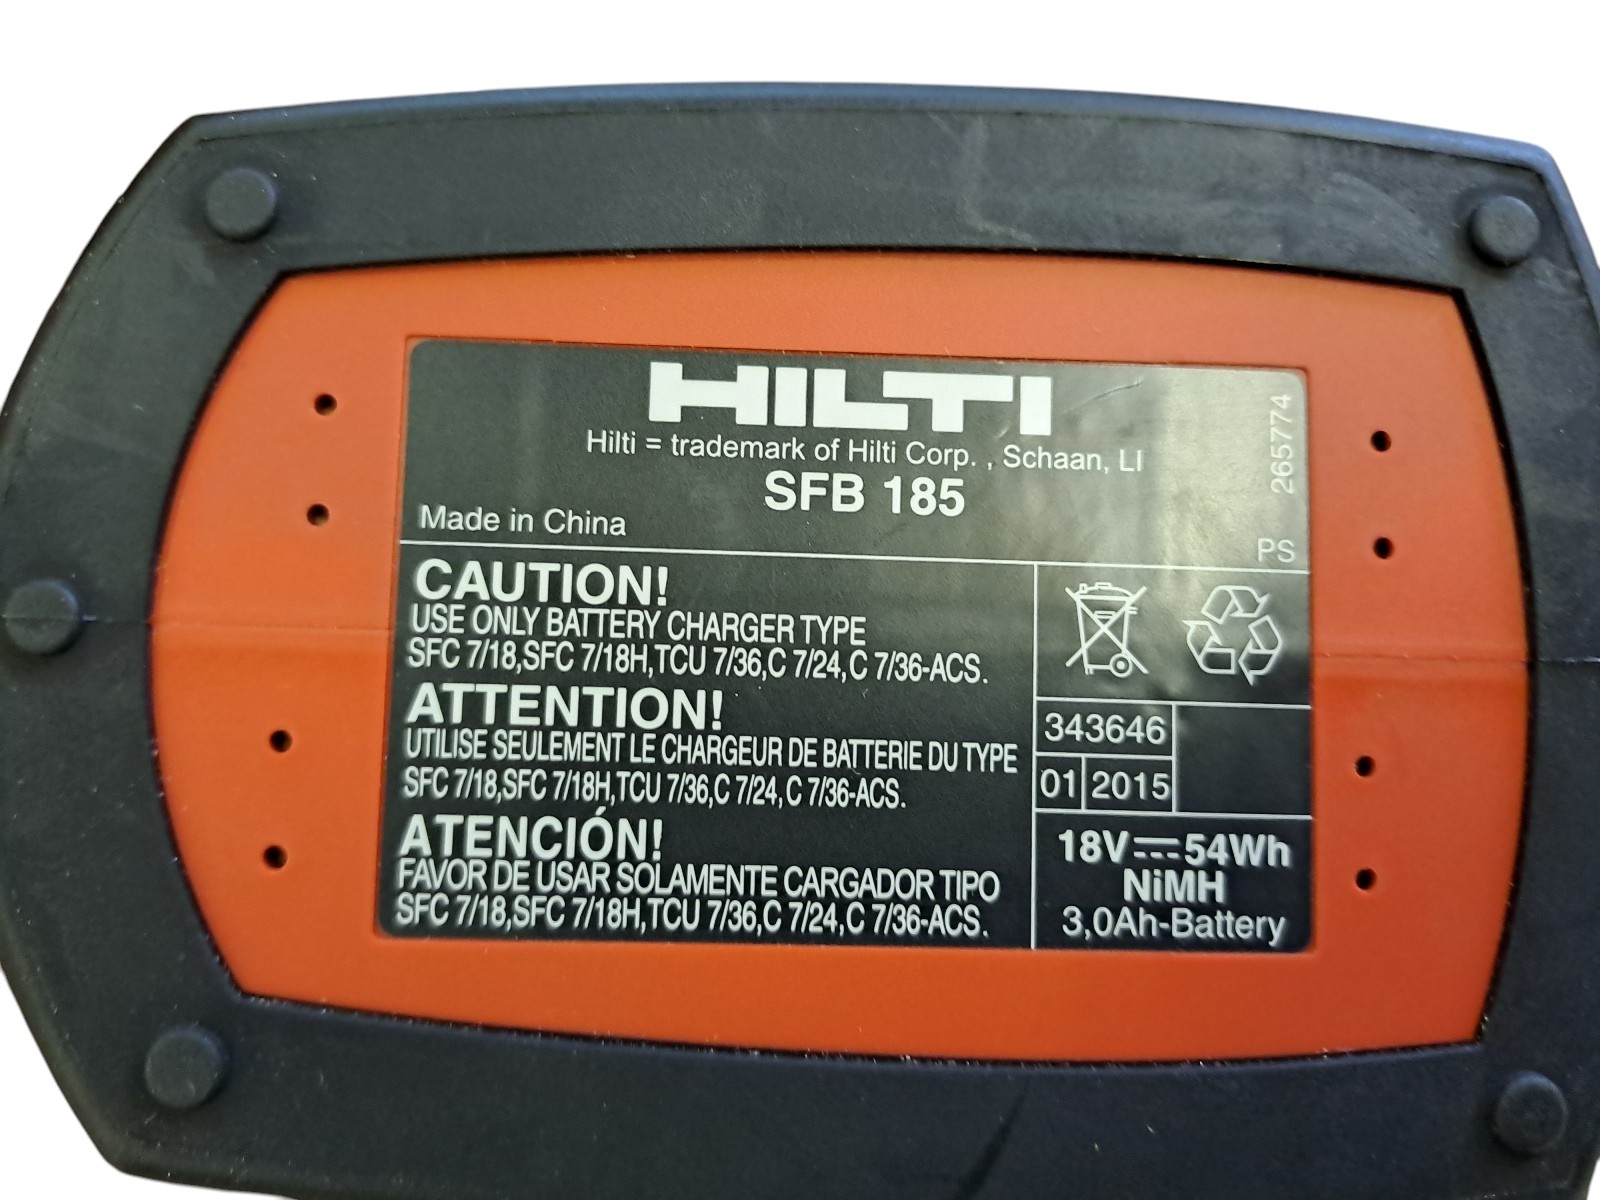 HILTI
Hilti = trademark of Hilti Corp. , Schaan, LI
SFB 185
Made in China
265774
PS
CAUTION!
USE ONLY BATTERY CHARGER TYPE
SFC 7/18,SFC 7/18H,TCU 7/36,C 7/24,C 7/36-ACS.
ATTENTION!
UTILISE SEULEMENT LE CHARGEUR DE BATTERIE DU TYPE
SFC 7/18,SFC 7/18H,TCU 7/36,C 7/24,C 7/36-ACS.
ATENCIÓN!
FAVOR DE USAR SOLAMENTE CARGADOR TIPO
SFC 7/18,SFC 7/18H,TCU 7/36,C 7/24,C 7/36-ACS.
343646
01 2015
18V⎓54Wh
NiMH
3,0Ah-Battery